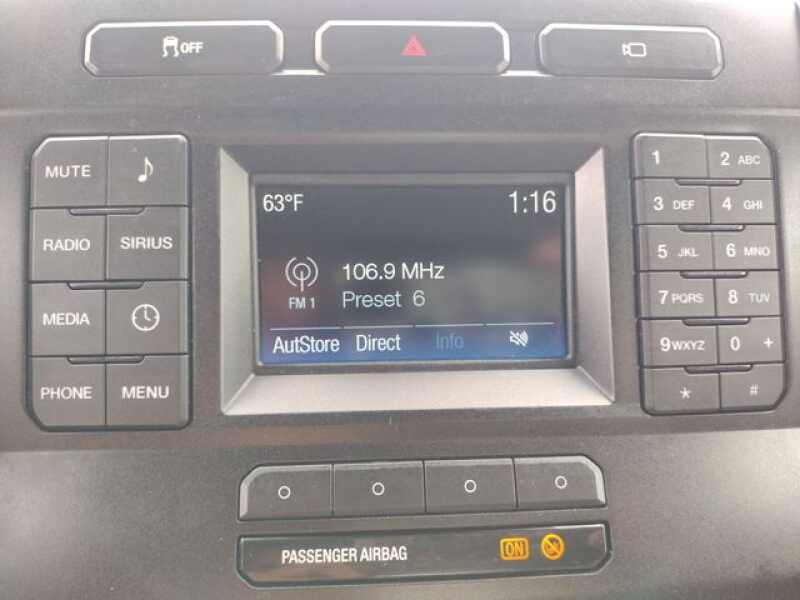 OFF
MUTE
RADIO SIRIUS
MEDIA
PHONE MENU
63°F 1:16
106.9 MHz
FM 1 Preset 6
AutStore Direct Info
1 2 ABC
3 DEF 4 GHI
5 JKL 6 MNO
7 PQRS 8 TUV
9 WXYZ 0 +
* #
PASSENGER AIRBAG ON